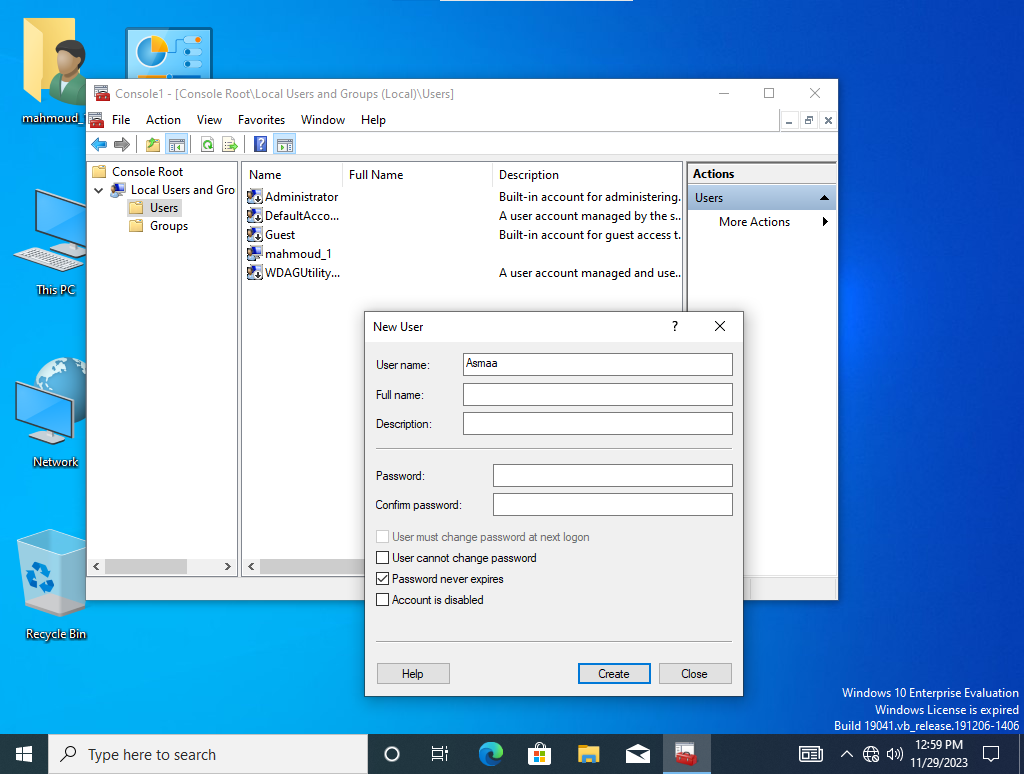 mahmoud_
This PC
Network
Recycle Bin
Console1 - [Console Root\Local Users and Groups (Local)\Users]
File Action View Favorites Window Help
Console Root
Local Users and Gro
Users
Groups
Name Full Name Description
Administrator Built-in account for administering.
DefaultAcco... A user account managed by the s..
Guest Built-in account for guest access t.
mahmoud_1
WDAGUtility... A user account managed and use..
Actions
Users
More Actions
New User ?
User name: Asmaa
Full name:
Description:
Password:
Confirm password:
User must change password at next logon
User cannot change password
Password never expires
Account is disabled
Help Create Close
Windows 10 Enterprise Evaluation
Windows License is expired
Build 19041.vb_release.191206-1406
Type here to search
12:59 PM
11/29/2023